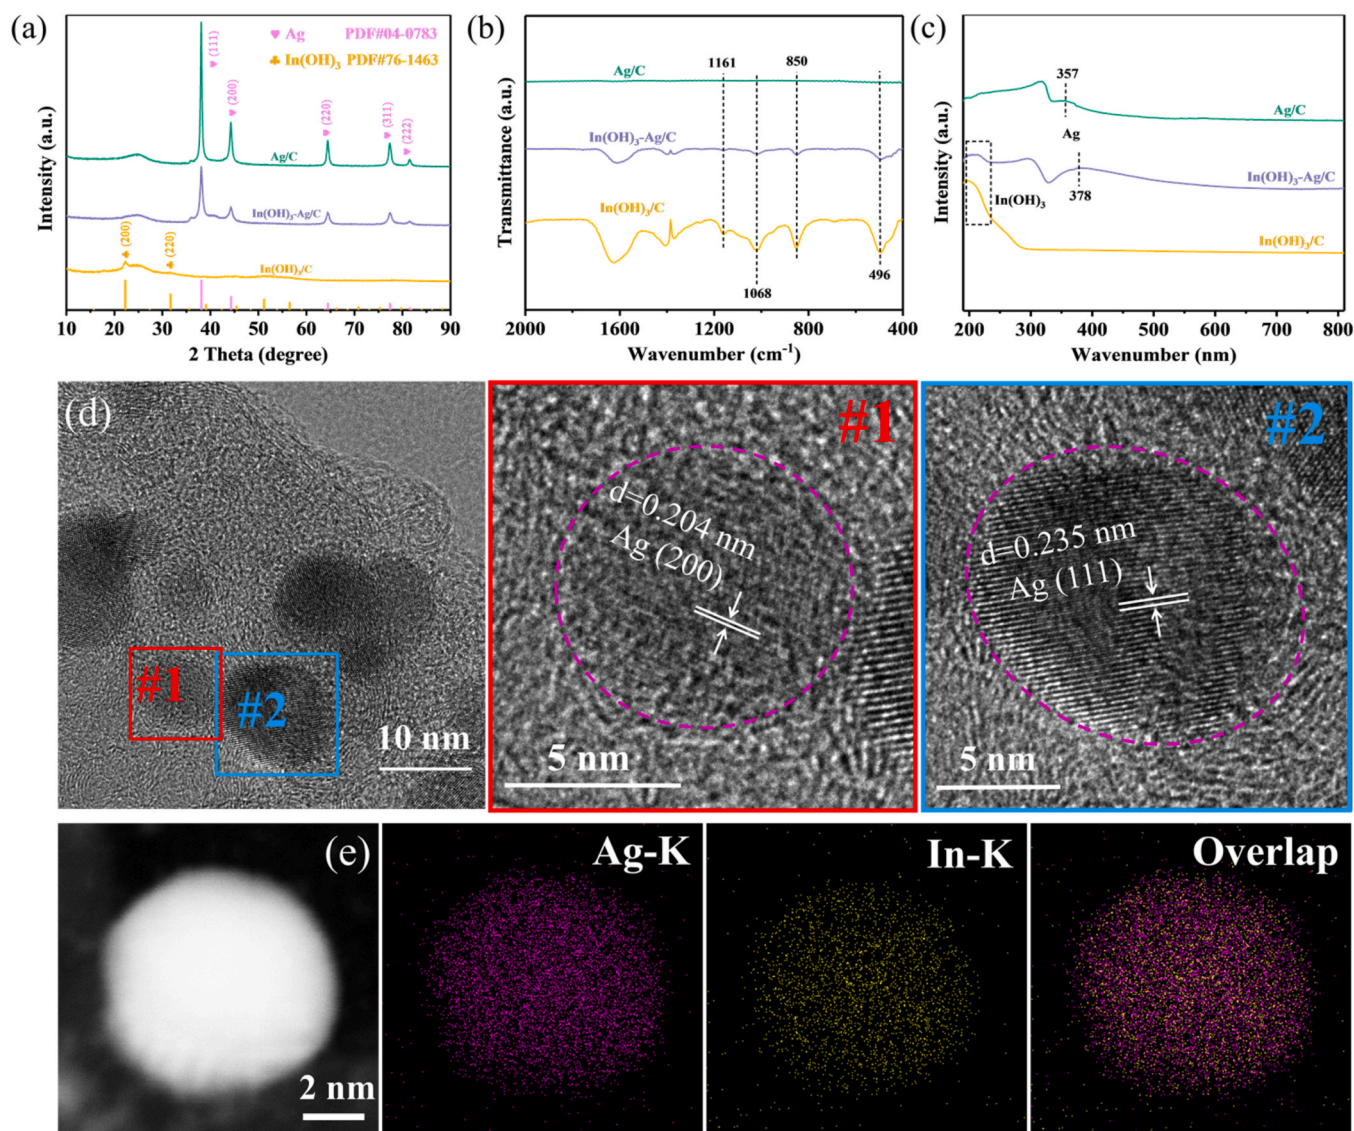 (a)
♥ Ag PDF#04-0783
♣ In(OH)₃ PDF#76-1463
♥ (111)
♥ (200)
♥ (220)
♥ (311)
♥ (222)
Ag/C
In(OH)₃-Ag/C
♣ (200)
♣ (220)
In(OH)₃/C
Intensity (a.u.)
10 20 30 40 50 60 70 80 90
2 Theta (degree)
(b)
1161 850
Ag/C
In(OH)₃-Ag/C
In(OH)₃/C
1068
496
Transmittance (a.u.)
2000 1600 1200 800 400
Wavenumber (cm⁻¹)
(c)
357
Ag/C
Ag
In(OH)₃-Ag/C
In(OH)₃
378
In(OH)₃/C
Intensity (a.u.)
200 300 400 500 600 700 800
Wavenumber (nm)
(d)
#1
#2
10 nm
#1
d=0.204 nm
Ag (200)
5 nm
#2
d=0.235 nm
Ag (111)
5 nm
(e)
2 nm
Ag-K
In-K
Overlap